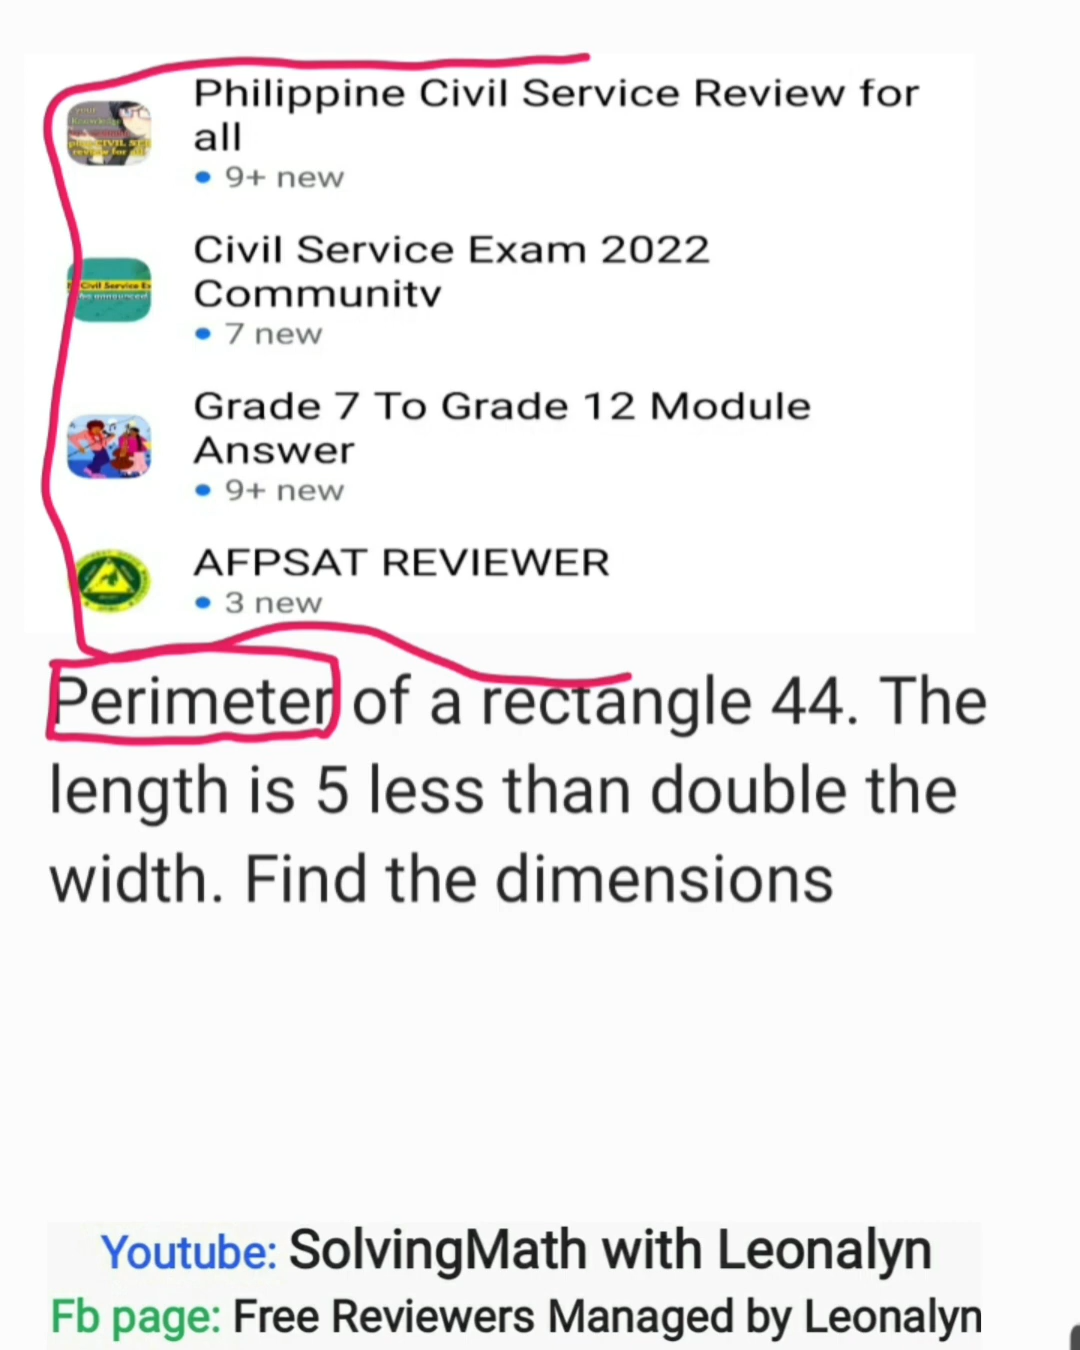 Philippine Civil Service Review for
all
• 9+ new
Civil Service Exam 2022
Community
• 7 new
Grade 7 To Grade 12 Module
Answer
• 9+ new
AFPSAT REVIEWER
• 3 new
Perimeter of a rectangle 44. The
length is 5 less than double the
width. Find the dimensions
Youtube: SolvingMath with Leonalyn
Fb page: Free Reviewers Managed by Leonalyn